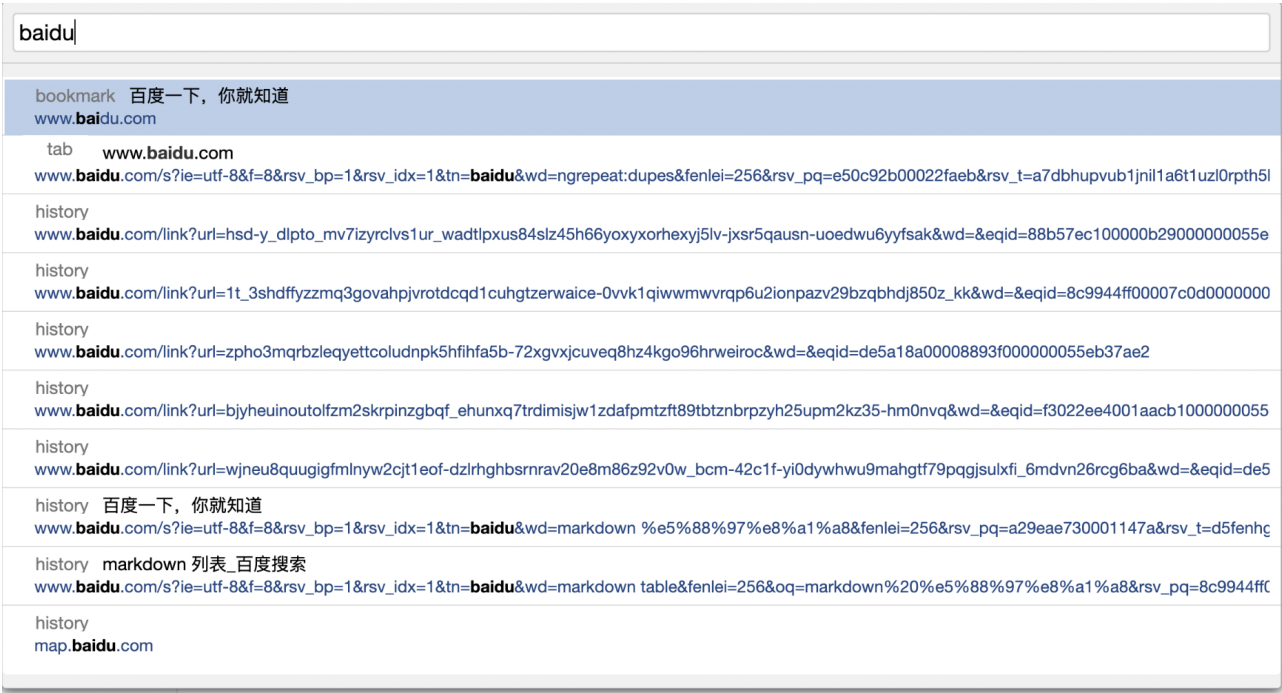 baidu
bookmark 百度一下，你就知道
www.baidu.com
tab www.baidu.com
www.baidu.com/s?ie=utf-8&f=8&rsv_bp=1&rsv_idx=1&tn=baidu&wd=ngrepeat:dupes&fenlei=256&rsv_pq=e50c92b00022faeb&rsv_t=a7dbhupvub1jnil1a6t1uzl0rpth5l
history
www.baidu.com/link?url=hsd-y_dlpto_mv7izyrclvs1ur_wadtlpxus84slz45h66yoxyxorhexyj5lv-jxsr5qausn-uoedwu6yyfsak&wd=&eqid=88b57ec100000b29000000055e
history
www.baidu.com/link?url=1t_3shdffyzzmq3govahpjvrotdcqd1cuhgtzerwaice-0vvk1qiwwmwvrqp6u2ionpazv29bzqbhdj850z_kk&wd=&eqid=8c9944ff00007c0d0000000
history
www.baidu.com/link?url=zpho3mqrbzleqyettcoludnpk5hfihfa5b-72xgvxjcuveq8hz4kgo96hrweiroc&wd=&eqid=de5a18a00008893f000000055eb37ae2
history
www.baidu.com/link?url=bjyheuinoutolfzm2skrpinzgbqf_ehunxq7trdimisjw1zdafpmtzft89tbtznbrpzyh25upm2kz35-hm0nvq&wd=&eqid=f3022ee4001aacb1000000055
history
www.baidu.com/link?url=wjneu8quugigfmlnyw2cjt1eof-dzlrhghbsrnrav20e8m86z92v0w_bcm-42c1f-yi0dywhwu9mahgtf79pqgjsulxfi_6mdvn26rcg6ba&wd=&eqid=de5
history 百度一下，你就知道
www.baidu.com/s?ie=utf-8&f=8&rsv_bp=1&rsv_idx=1&tn=baidu&wd=markdown %e5%88%97%e8%a1%a8&fenlei=256&rsv_pq=a29eae730001147a&rsv_t=d5fenhg
history markdown 列表_百度搜索
www.baidu.com/s?ie=utf-8&f=8&rsv_bp=1&rsv_idx=1&tn=baidu&wd=markdown table&fenlei=256&oq=markdown%20%e5%88%97%e8%a1%a8&rsv_pq=8c9944ff0
history
map.baidu.com